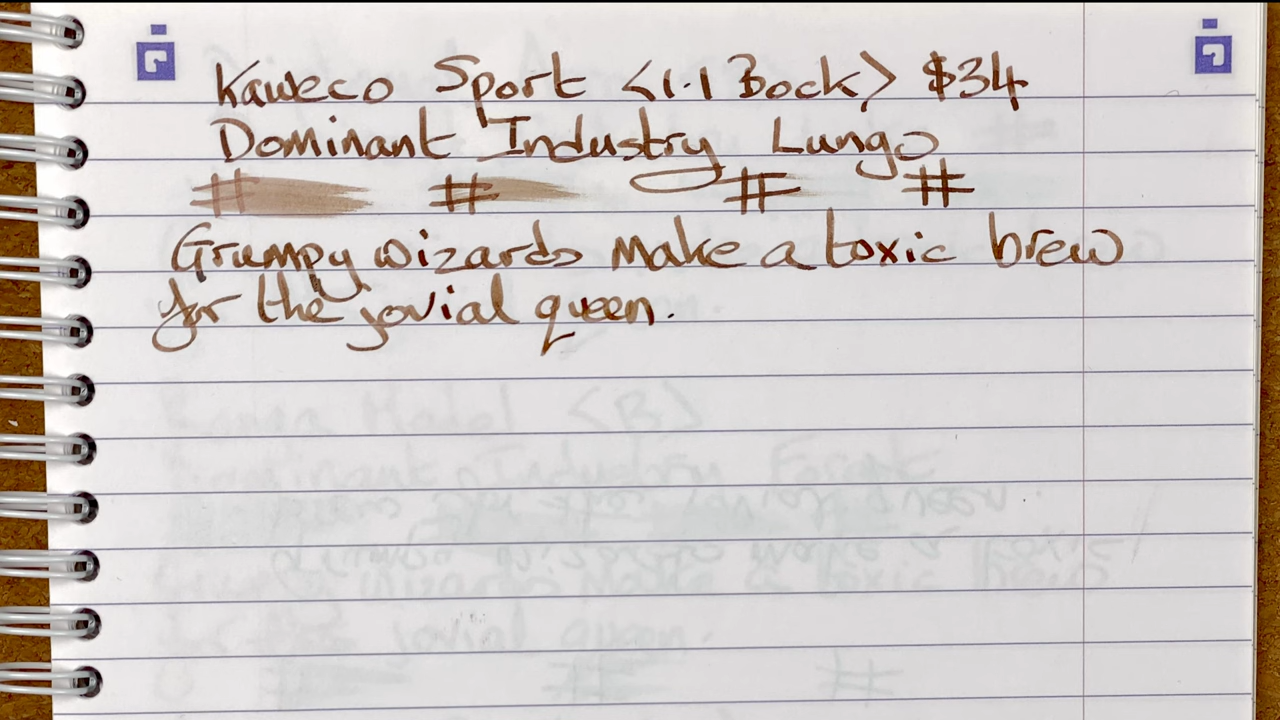 Kaweco Sport <1.1 Bock> $34
Dominant Industry Lungo
# # # #
Grumpy wizards make a toxic brew
for the jovial queen.